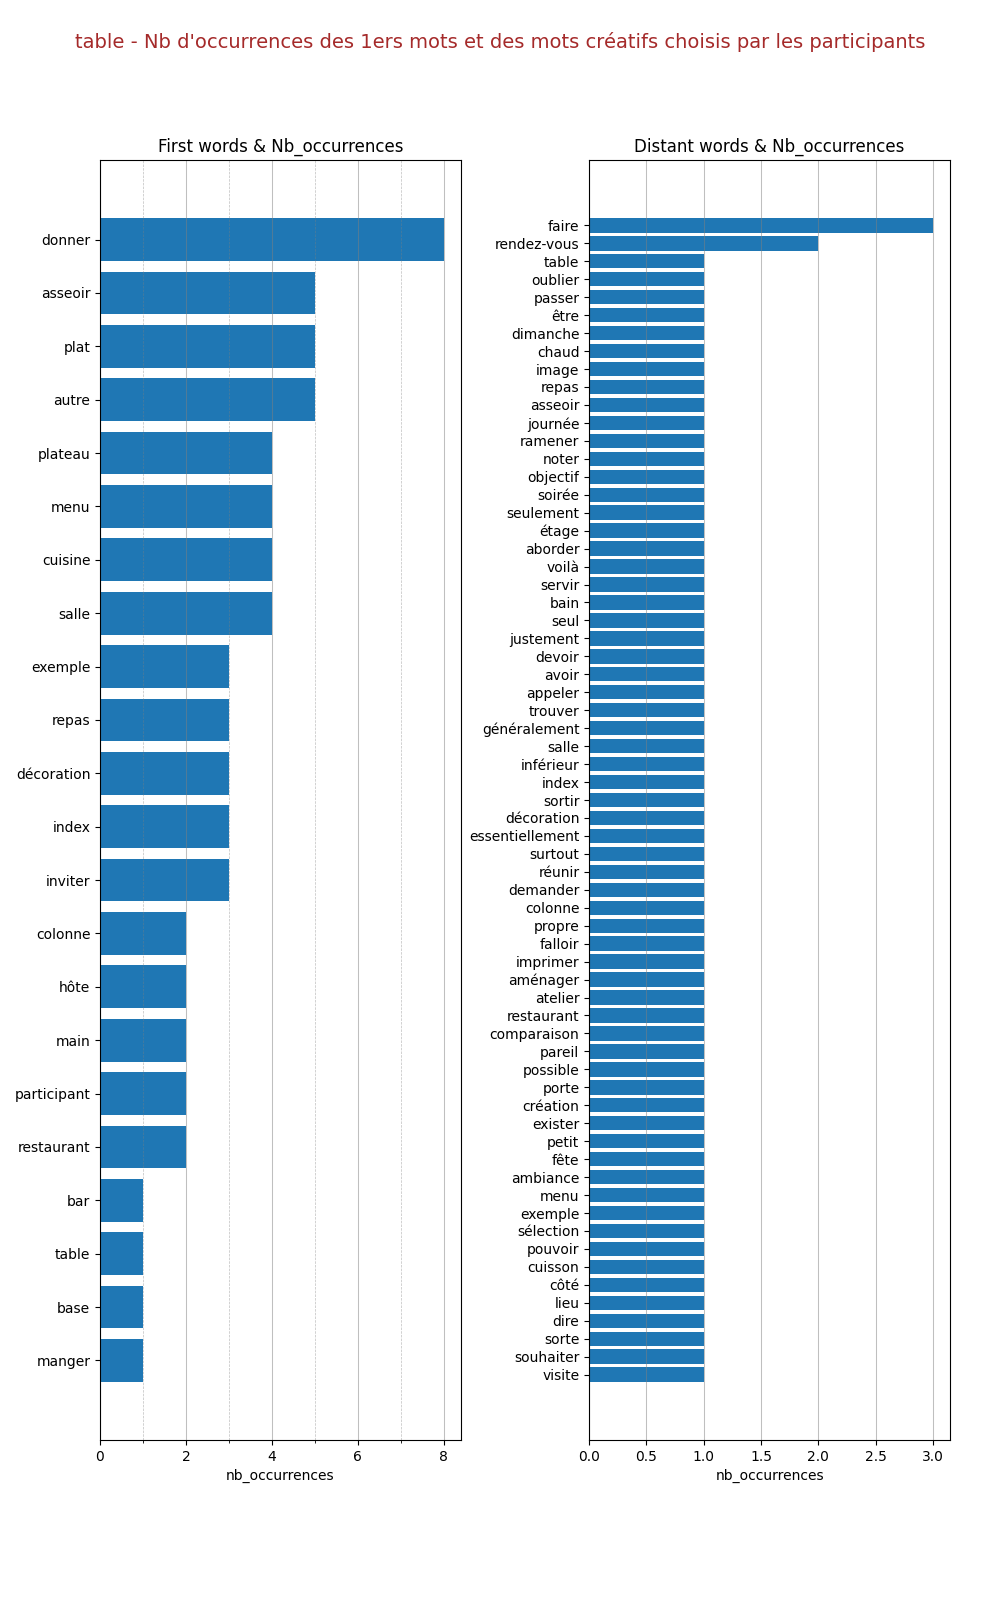 table - Nb d'occurrences des 1ers mots et des mots créatifs choisis par les participants
First words & Nb_occurrences
donner
asseoir
plat
autre
plateau
menu
cuisine
salle
exemple
repas
décoration
index
inviter
colonne
hôte
main
participant
restaurant
bar
table
base
manger
0 2 4 6 8
nb_occurrences
Distant words & Nb_occurrences
faire
rendez-vous
table
oublier
passer
être
dimanche
chaud
image
repas
asseoir
journée
ramener
noter
objectif
soirée
seulement
étage
aborder
voilà
servir
bain
seul
justement
devoir
avoir
appeler
trouver
généralement
salle
inférieur
index
sortir
décoration
essentiellement
surtout
réunir
demander
colonne
propre
falloir
imprimer
aménager
atelier
restaurant
comparaison
pareil
possible
porte
création
exister
petit
fête
ambiance
menu
exemple
sélection
pouvoir
cuisson
côté
lieu
dire
sorte
souhaiter
visite
0.0 0.5 1.0 1.5 2.0 2.5 3.0
nb_occurrences